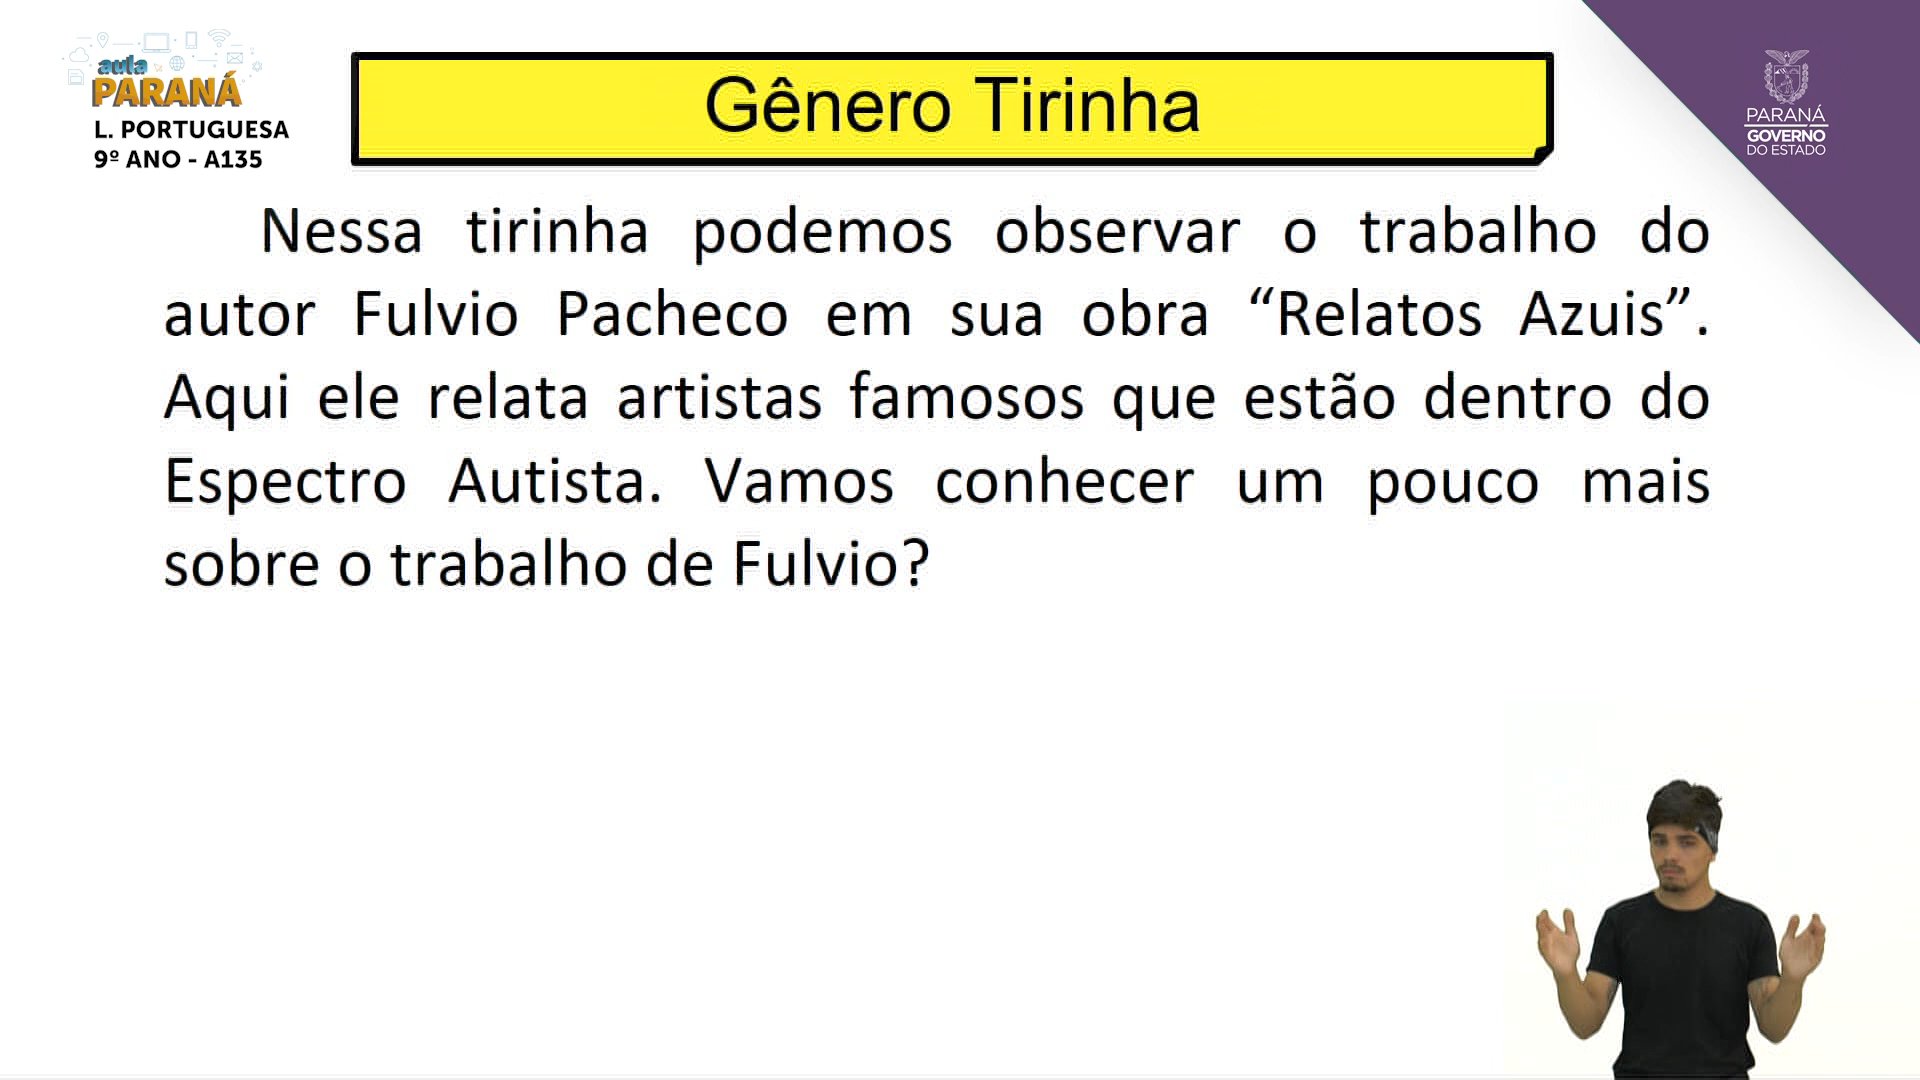 aula
PARANÁ
L. PORTUGUESA
9º ANO - A135
Gênero Tirinha
PARANÁ
GOVERNO
DO ESTADO
Nessa tirinha podemos observar o trabalho do
autor Fulvio Pacheco em sua obra “Relatos Azuis”.
Aqui ele relata artistas famosos que estão dentro do
Espectro Autista. Vamos conhecer um pouco mais
sobre o trabalho de Fulvio?